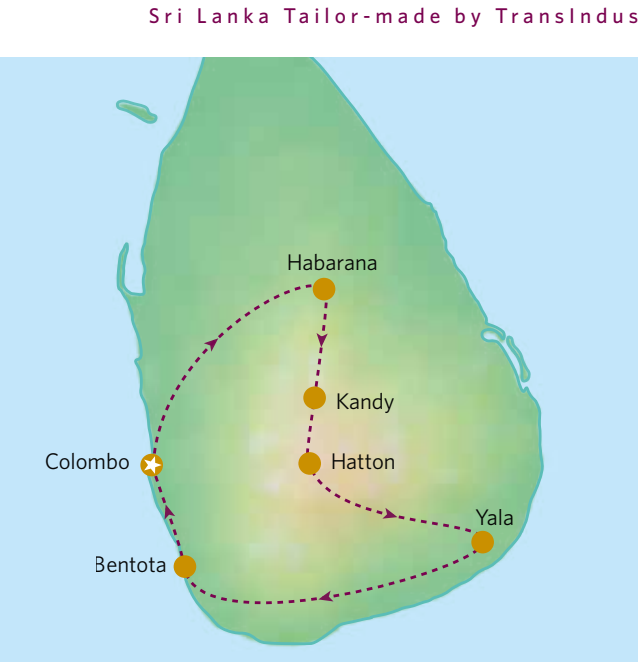 Sri Lanka Tailor-made by TransIndus
Habarana
Kandy
Colombo
Hatton
Yala
Bentota